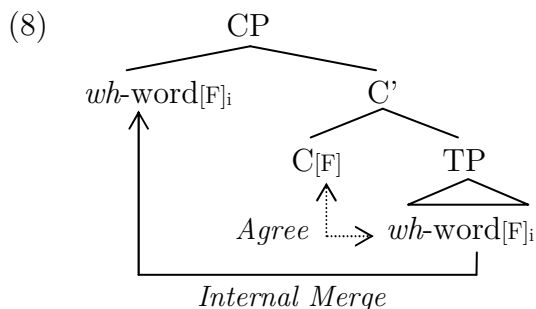 (8) CP
wh-word[F]i C’
C[F] TP
Agree wh-word[F]i
Internal Merge